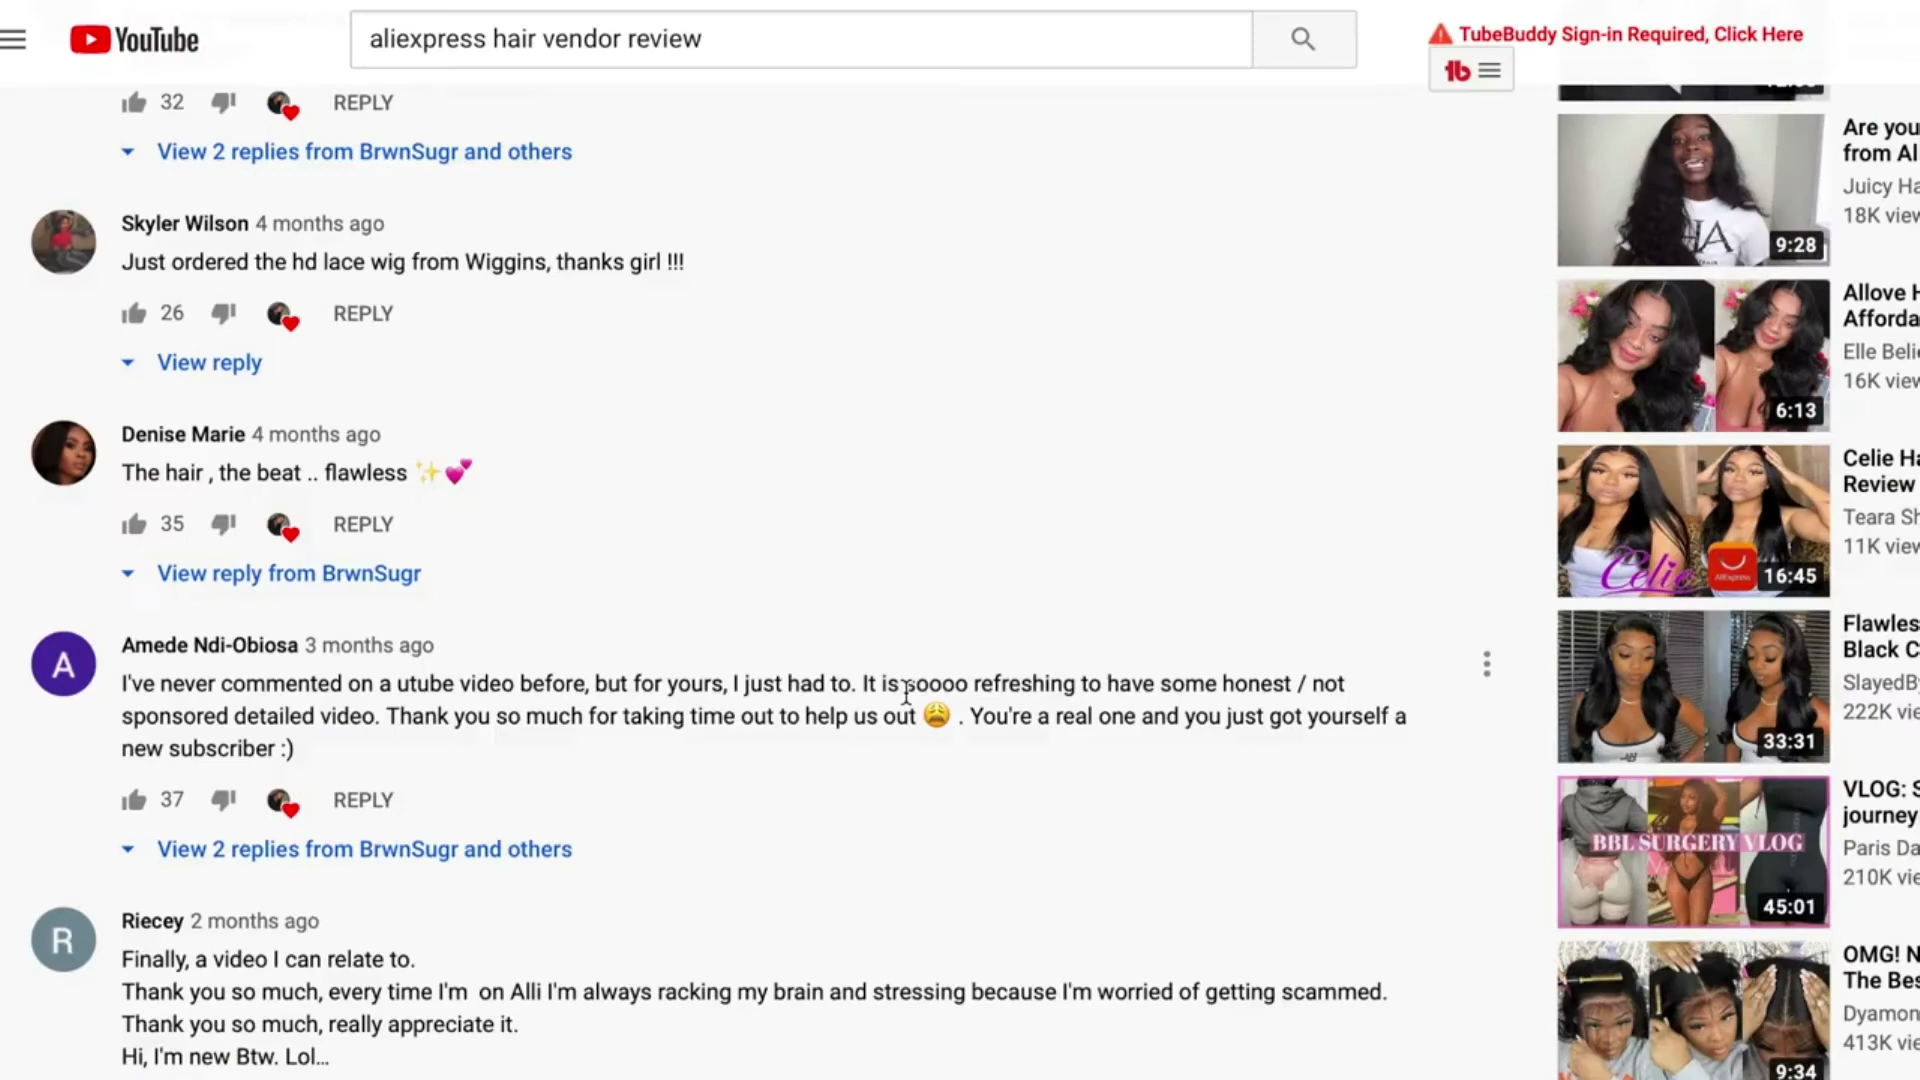 YouTube
aliexpress hair vendor review
TubeBuddy Sign-in Required, Click Here
tb
32
REPLY
View 2 replies from BrwnSugr and others
Skyler Wilson 4 months ago
Just ordered the hd lace wig from Wiggins, thanks girl !!!
26
REPLY
View reply
Denise Marie 4 months ago
The hair , the beat .. flawless ✨💕
35
REPLY
View reply from BrwnSugr
A
Amede Ndi-Obiosa 3 months ago
I've never commented on a utube video before, but for yours, I just had to. It is soooo refreshing to have some honest / not
sponsored detailed video. Thank you so much for taking time out to help us out 😩 . You're a real one and you just got yourself a
new subscriber :)
37
REPLY
View 2 replies from BrwnSugr and others
R
Riecey 2 months ago
Finally, a video I can relate to.
Thank you so much, every time I'm on Alli I'm always racking my brain and stressing because I'm worried of getting scammed.
Thank you so much, really appreciate it.
Hi, I'm new Btw. Lol...
9:28
Are you
from Al
Juicy Ha
18K view
6:13
Allove H
Afforda
Elle Belie
16K view
Celie
AliExpress
16:45
Celie Ha
Review
Teara Sh
11K view
33:31
Flawles
Black C
SlayedBy
222K vie
BBL SURGERY VLOG
45:01
VLOG: S
journey
Paris Da
210K vie
9:34
OMG! N
The Bes
Dyamon
413K vie